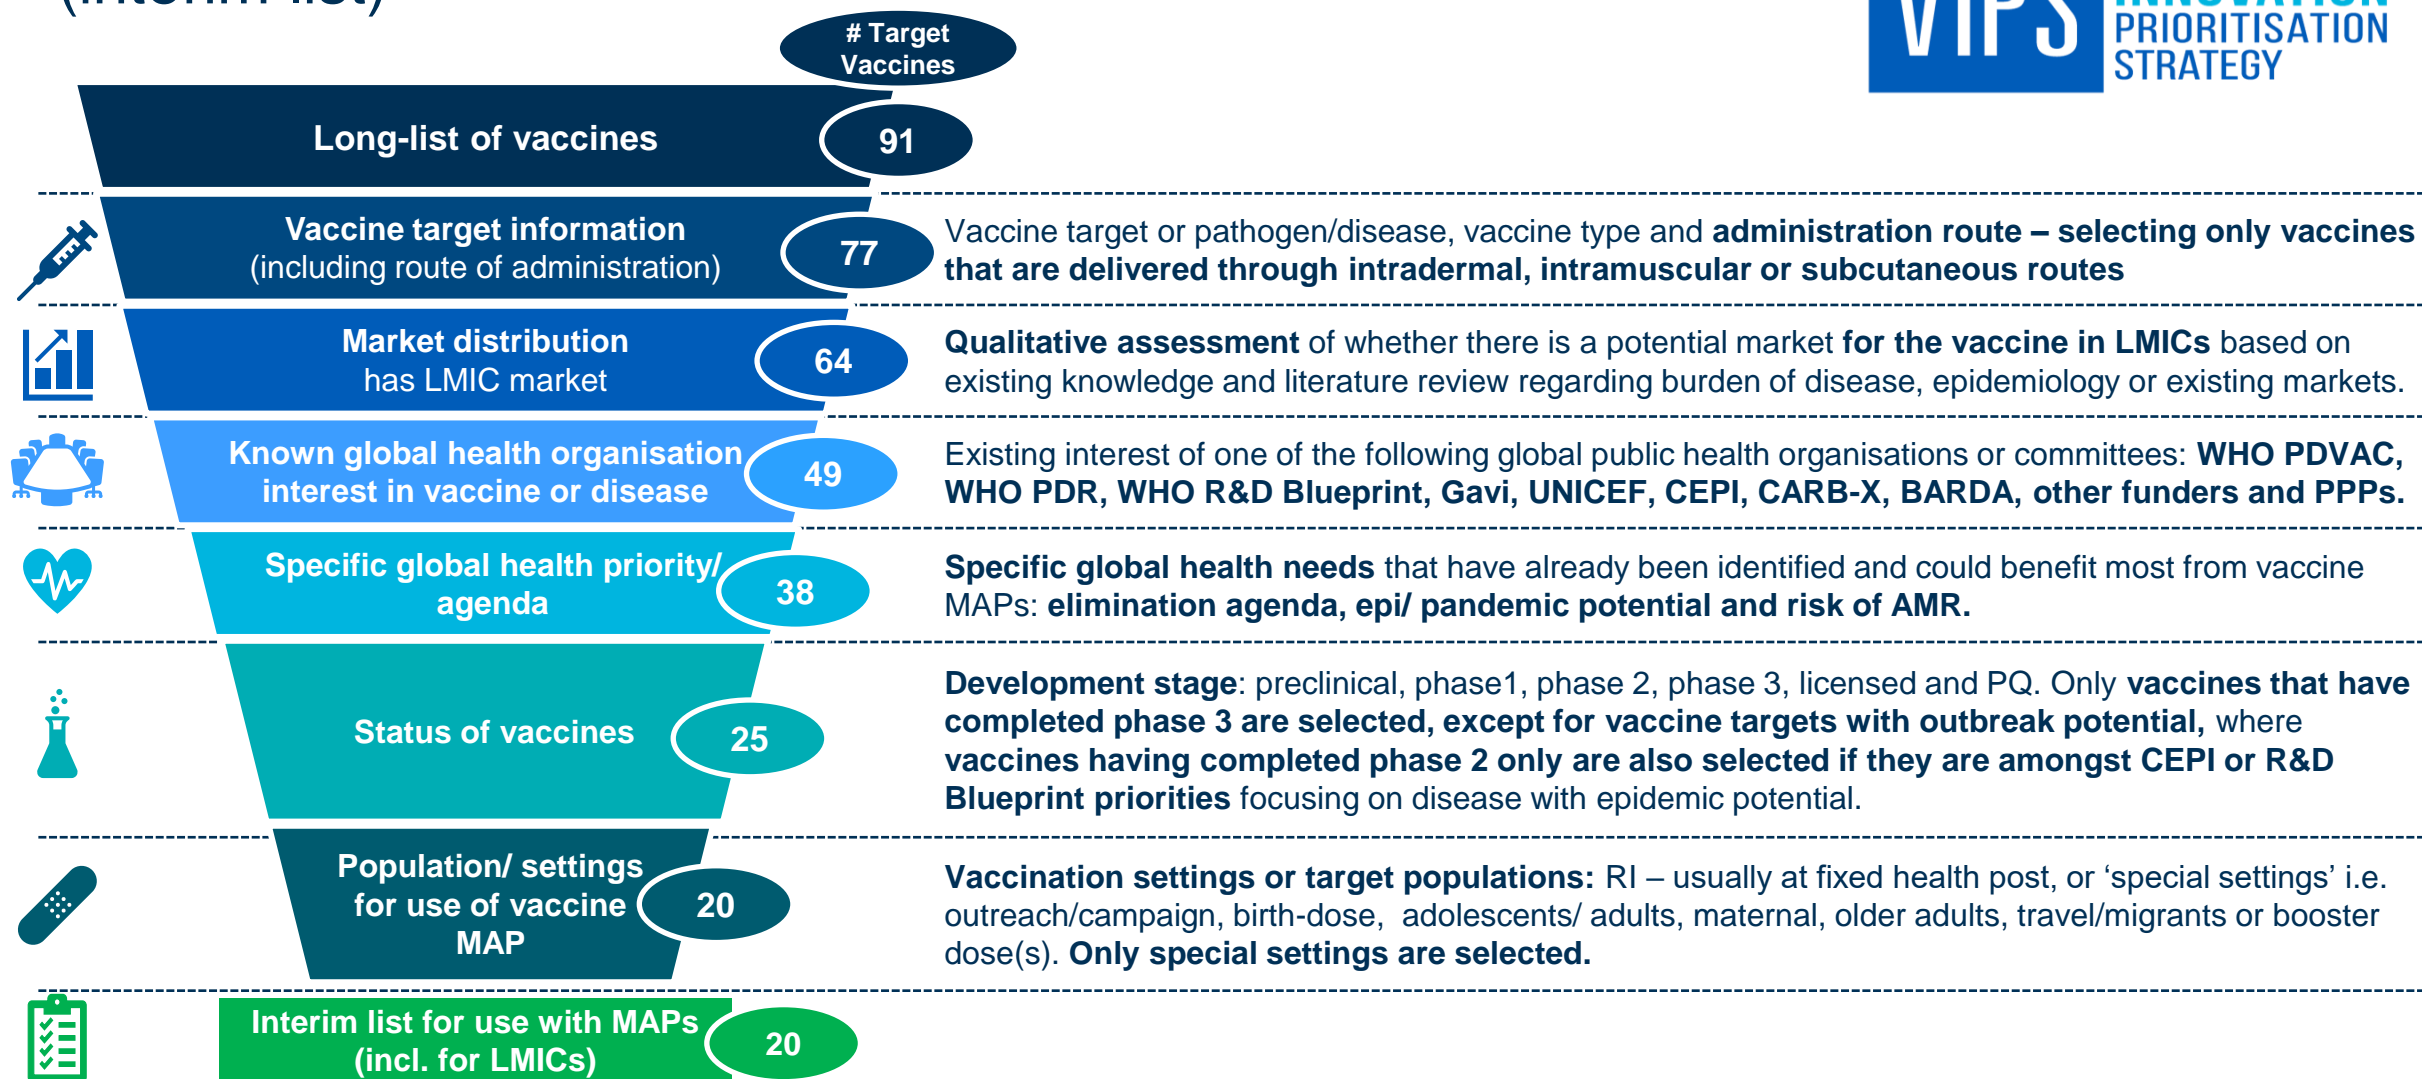 (interim list)
VIPS
INNOVATION
PRIORITISATION
STRATEGY
# Target
Vaccines
Long-list of vaccines
91
Vaccine target information
(including route of administration)
77
Vaccine target or pathogen/disease, vaccine type and administration route – selecting only vaccines
that are delivered through intradermal, intramuscular or subcutaneous routes
Market distribution
has LMIC market
64
Qualitative assessment of whether there is a potential market for the vaccine in LMICs based on
existing knowledge and literature review regarding burden of disease, epidemiology or existing markets.
Known global health organisation
interest in vaccine or disease
49
Existing interest of one of the following global public health organisations or committees: WHO PDVAC,
WHO PDR, WHO R&D Blueprint, Gavi, UNICEF, CEPI, CARB-X, BARDA, other funders and PPPs.
Specific global health priority/
agenda
38
Specific global health needs that have already been identified and could benefit most from vaccine
MAPs: elimination agenda, epi/ pandemic potential and risk of AMR.
Status of vaccines
25
Development stage: preclinical, phase1, phase 2, phase 3, licensed and PQ. Only vaccines that have
completed phase 3 are selected, except for vaccine targets with outbreak potential, where
vaccines having completed phase 2 only are also selected if they are amongst CEPI or R&D
Blueprint priorities focusing on disease with epidemic potential.
Population/ settings
for use of vaccine
MAP
20
Vaccination settings or target populations: RI – usually at fixed health post, or ‘special settings’ i.e.
outreach/campaign, birth-dose, adolescents/ adults, maternal, older adults, travel/migrants or booster
dose(s). Only special settings are selected.
Interim list for use with MAPs
(incl. for LMICs)
20